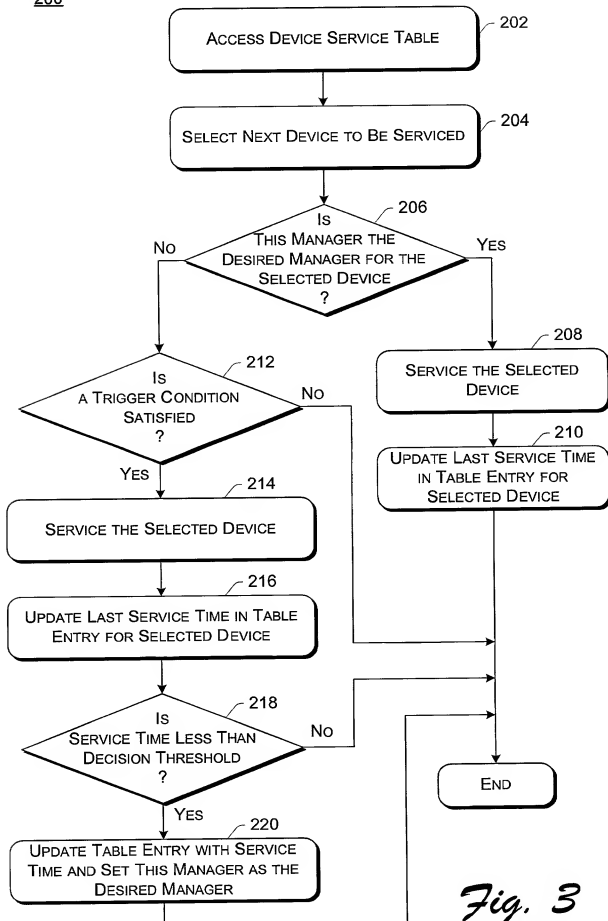 200
ACCESS DEVICE SERVICE TABLE
202
SELECT NEXT DEVICE TO BE SERVICED
204
IS
THIS MANAGER THE
DESIRED MANAGER FOR THE
SELECTED DEVICE
?
206
NO
YES
208
SERVICE THE SELECTED
DEVICE
210
UPDATE LAST SERVICE TIME
IN TABLE ENTRY FOR
SELECTED DEVICE
212
IS
A TRIGGER CONDITION
SATISFIED
?
NO
YES
214
SERVICE THE SELECTED DEVICE
216
UPDATE LAST SERVICE TIME IN TABLE
ENTRY FOR SELECTED DEVICE
218
IS
SERVICE TIME LESS THAN
DECISION THRESHOLD
?
NO
YES
END
220
UPDATE TABLE ENTRY WITH SERVICE
TIME AND SET THIS MANAGER AS THE
DESIRED MANAGER
Fig. 3